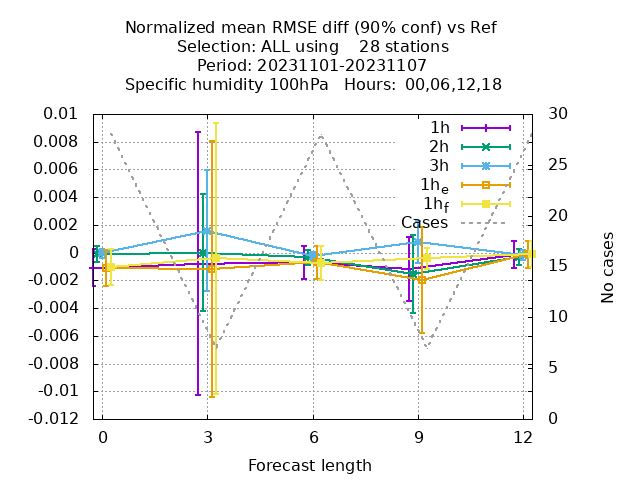 Normalized mean RMSE diff (90% conf) vs Ref
Selection: ALL using    28 stations
Period: 20231101-20231107
Specific humidity 100hPa   Hours: 00,06,12,18
0.01
0.008
0.006
0.004
0.002
0
-0.002
-0.004
-0.006
-0.008
-0.01
-0.012
1h
2h
3h
1he
1hf
Cases
30
25
20
15
10
5
0
No cases
0 3 6 9 12
Forecast length